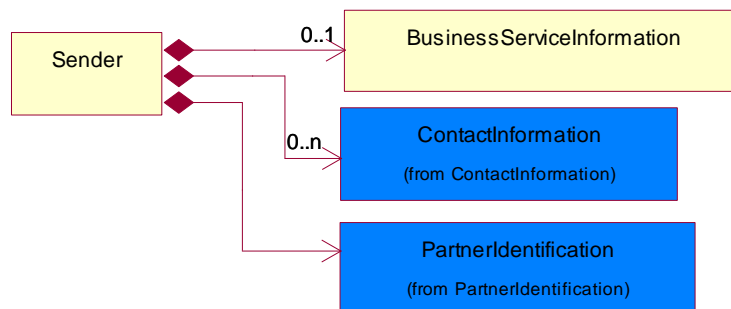 Sender
0..1
BusinessServiceInformation
0..n
ContactInformation
(from ContactInformation)
PartnerIdentification
(from PartnerIdentification)